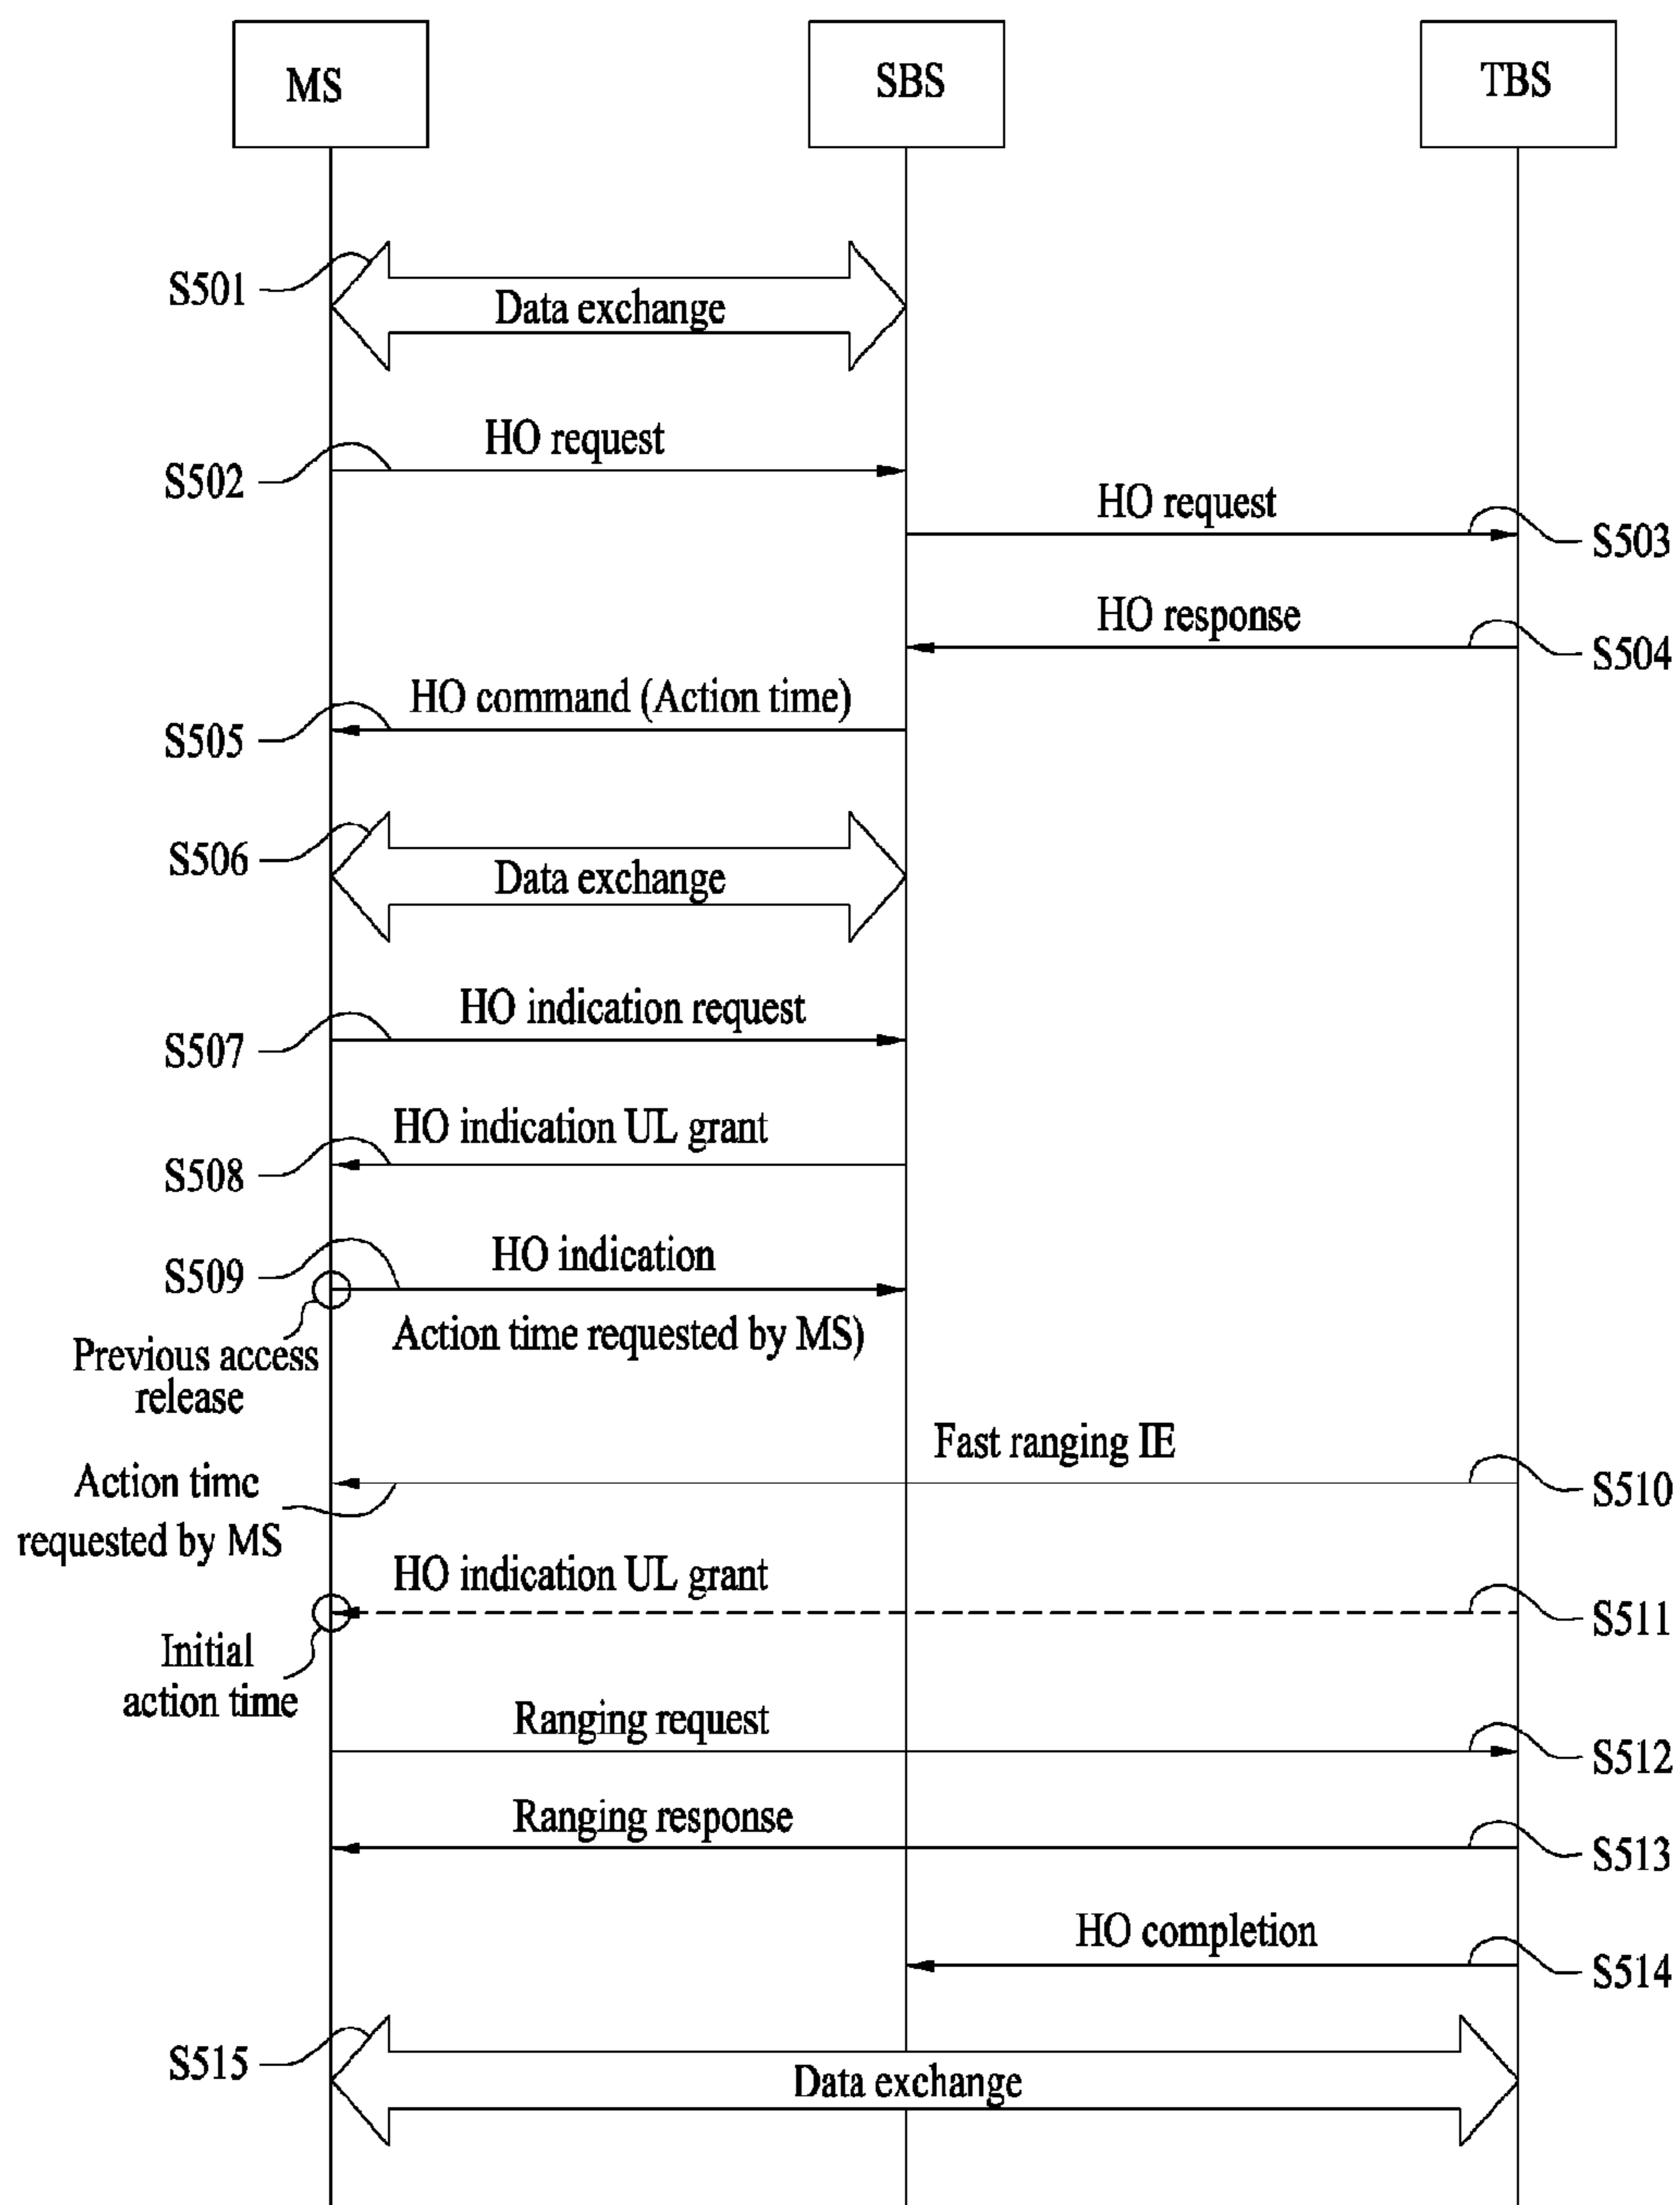 MS
SBS
TBS
S501
Data exchange
HO request
S502
HO request
S503
HO response
S504
HO command (Action time)
S505
S506
Data exchange
HO indication request
S507
HO indication UL grant
S508
HO indication
S509
Action time requested by MS)
Previous access
release
Fast ranging IE
S510
Action time
requested by MS
HO indication UL grant
S511
Initial
action time
Ranging request
S512
Ranging response
S513
HO completion
S514
S515
Data exchange